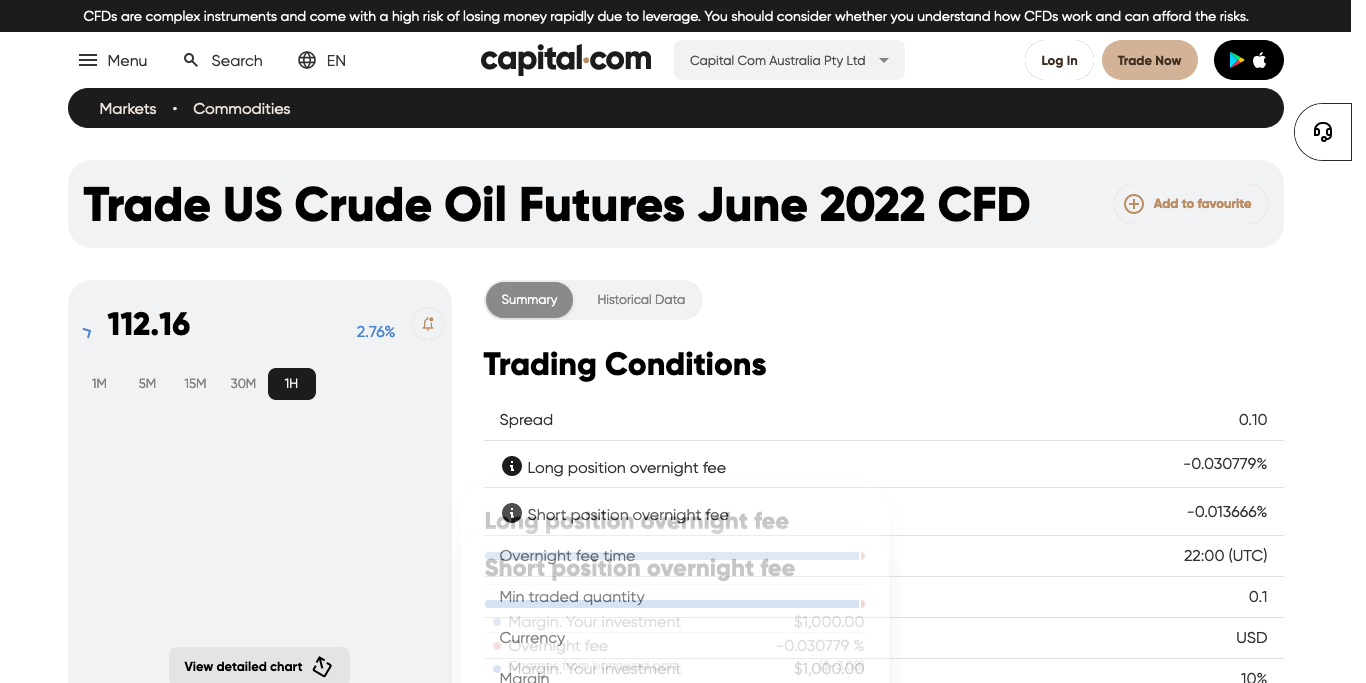 CFDs are complex instruments and come with a high risk of losing money rapidly due to leverage. You should consider whether you understand how CFDs work and can afford the risks.
Menu Search EN capital.com Capital Com Australia Pty Ltd Log In Trade Now
Markets • Commodities
Trade US Crude Oil Futures June 2022 CFD Add to favourite
Summary Historical Data
112.16 2.76%
1M 5M 15M 30M 1H
View detailed chart
Trading Conditions
Spread 0.10
Long position overnight fee -0.030779%
Short position overnight fee -0.013666%
Long position overnight fee
Overnight fee time 22:00 (UTC)
Short position overnight fee
Min traded quantity 0.1
Margin. Your investment $1,000.00
Currency USD
Overnight fee -0.030779 %
Margin. Your investment $1,000.00
Margin 10%